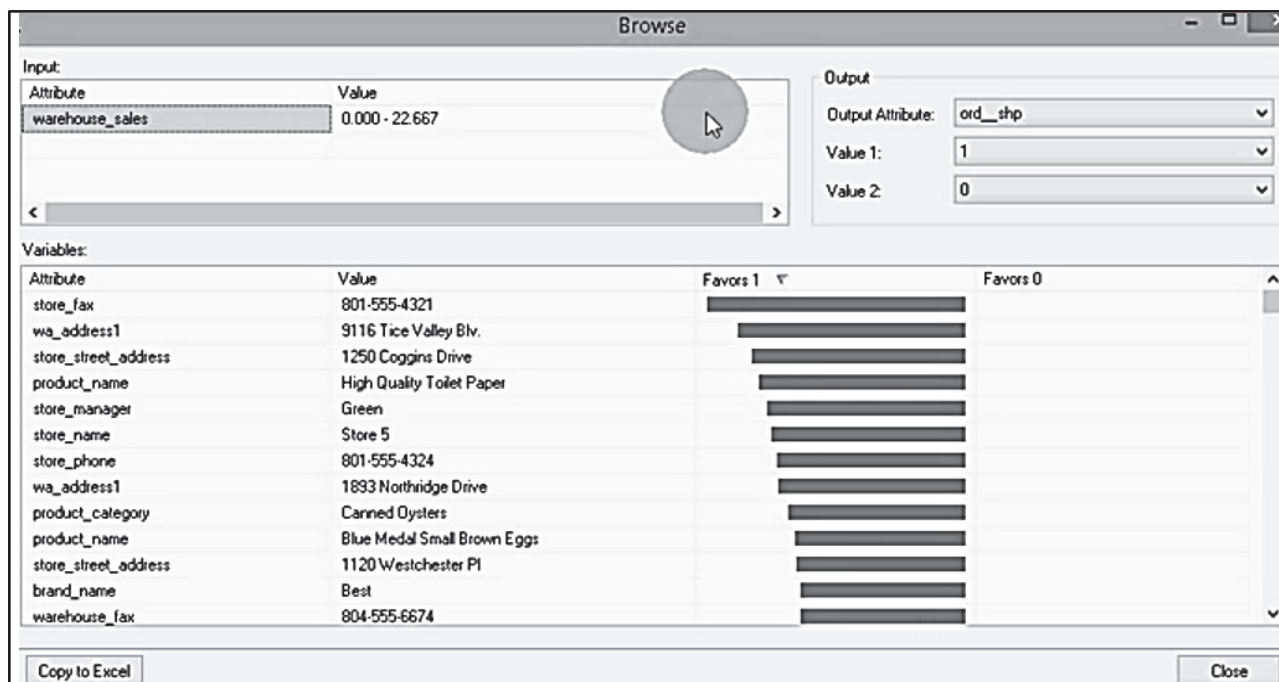 Browse
Input:
Attribute Value
warehouse_sales 0.000 - 22.667
Output
Output Attribute: ord__shp
Value 1: 1
Value 2: 0
Variables:
Attribute Value Favors 1 Favors 0
store_fax 801-555-4321
wa_address1 9116 Tice Valley Blv.
store_street_address 1250 Coggins Drive
product_name High Quality Toilet Paper
store_manager Green
store_name Store 5
store_phone 801-555-4324
wa_address1 1893 Northridge Drive
product_category Canned Oysters
product_name Blue Medal Small Brown Eggs
store_street_address 1120 Westchester Pl
brand_name Best
warehouse_fax 804-555-6674
Copy to Excel Close